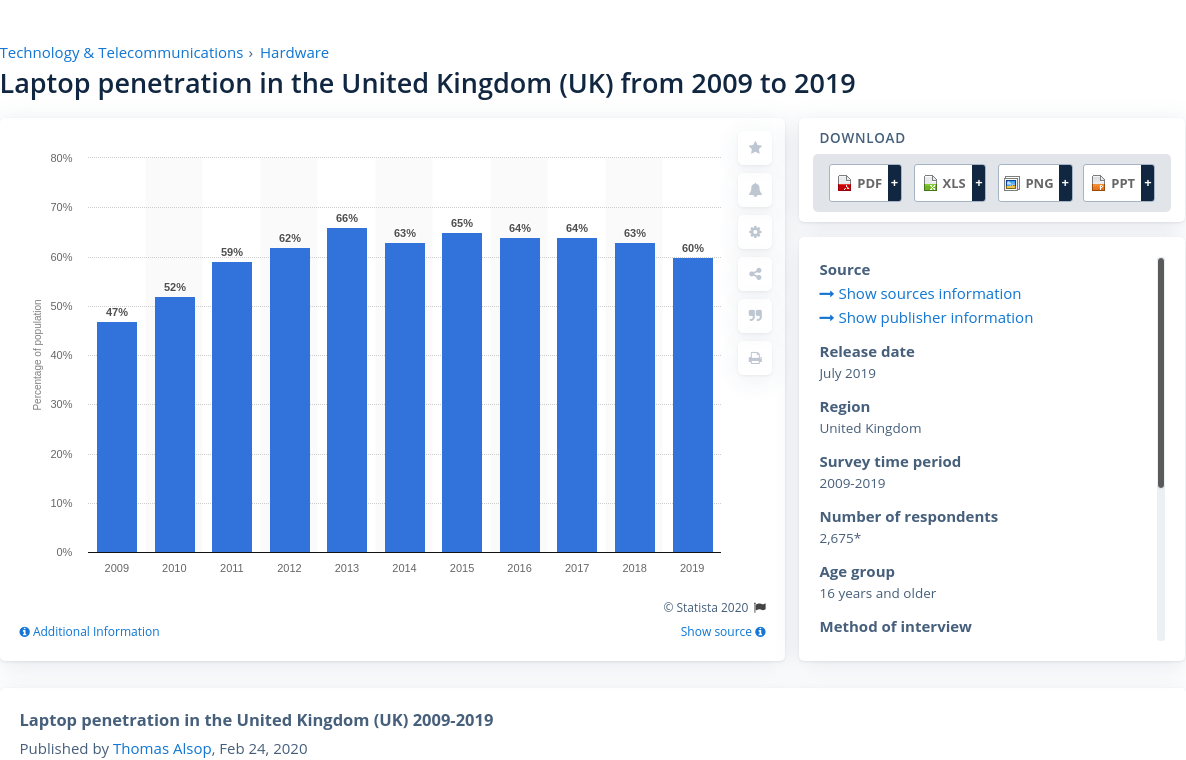 Technology & Telecommunications › Hardware
Laptop penetration in the United Kingdom (UK) from 2009 to 2019
80%
70%
60%
50%
40%
30%
20%
10%
0%
Percentage of population
47%
52%
59%
62%
66%
63%
65%
64%
64%
63%
60%
2009 2010 2011 2012 2013 2014 2015 2016 2017 2018 2019
© Statista 2020
Additional Information
Show source
DOWNLOAD
PDF + XLS + PNG + PPT +
Source
Show sources information
Show publisher information
Release date
July 2019
Region
United Kingdom
Survey time period
2009-2019
Number of respondents
2,675*
Age group
16 years and older
Method of interview
Laptop penetration in the United Kingdom (UK) 2009-2019
Published by Thomas Alsop, Feb 24, 2020